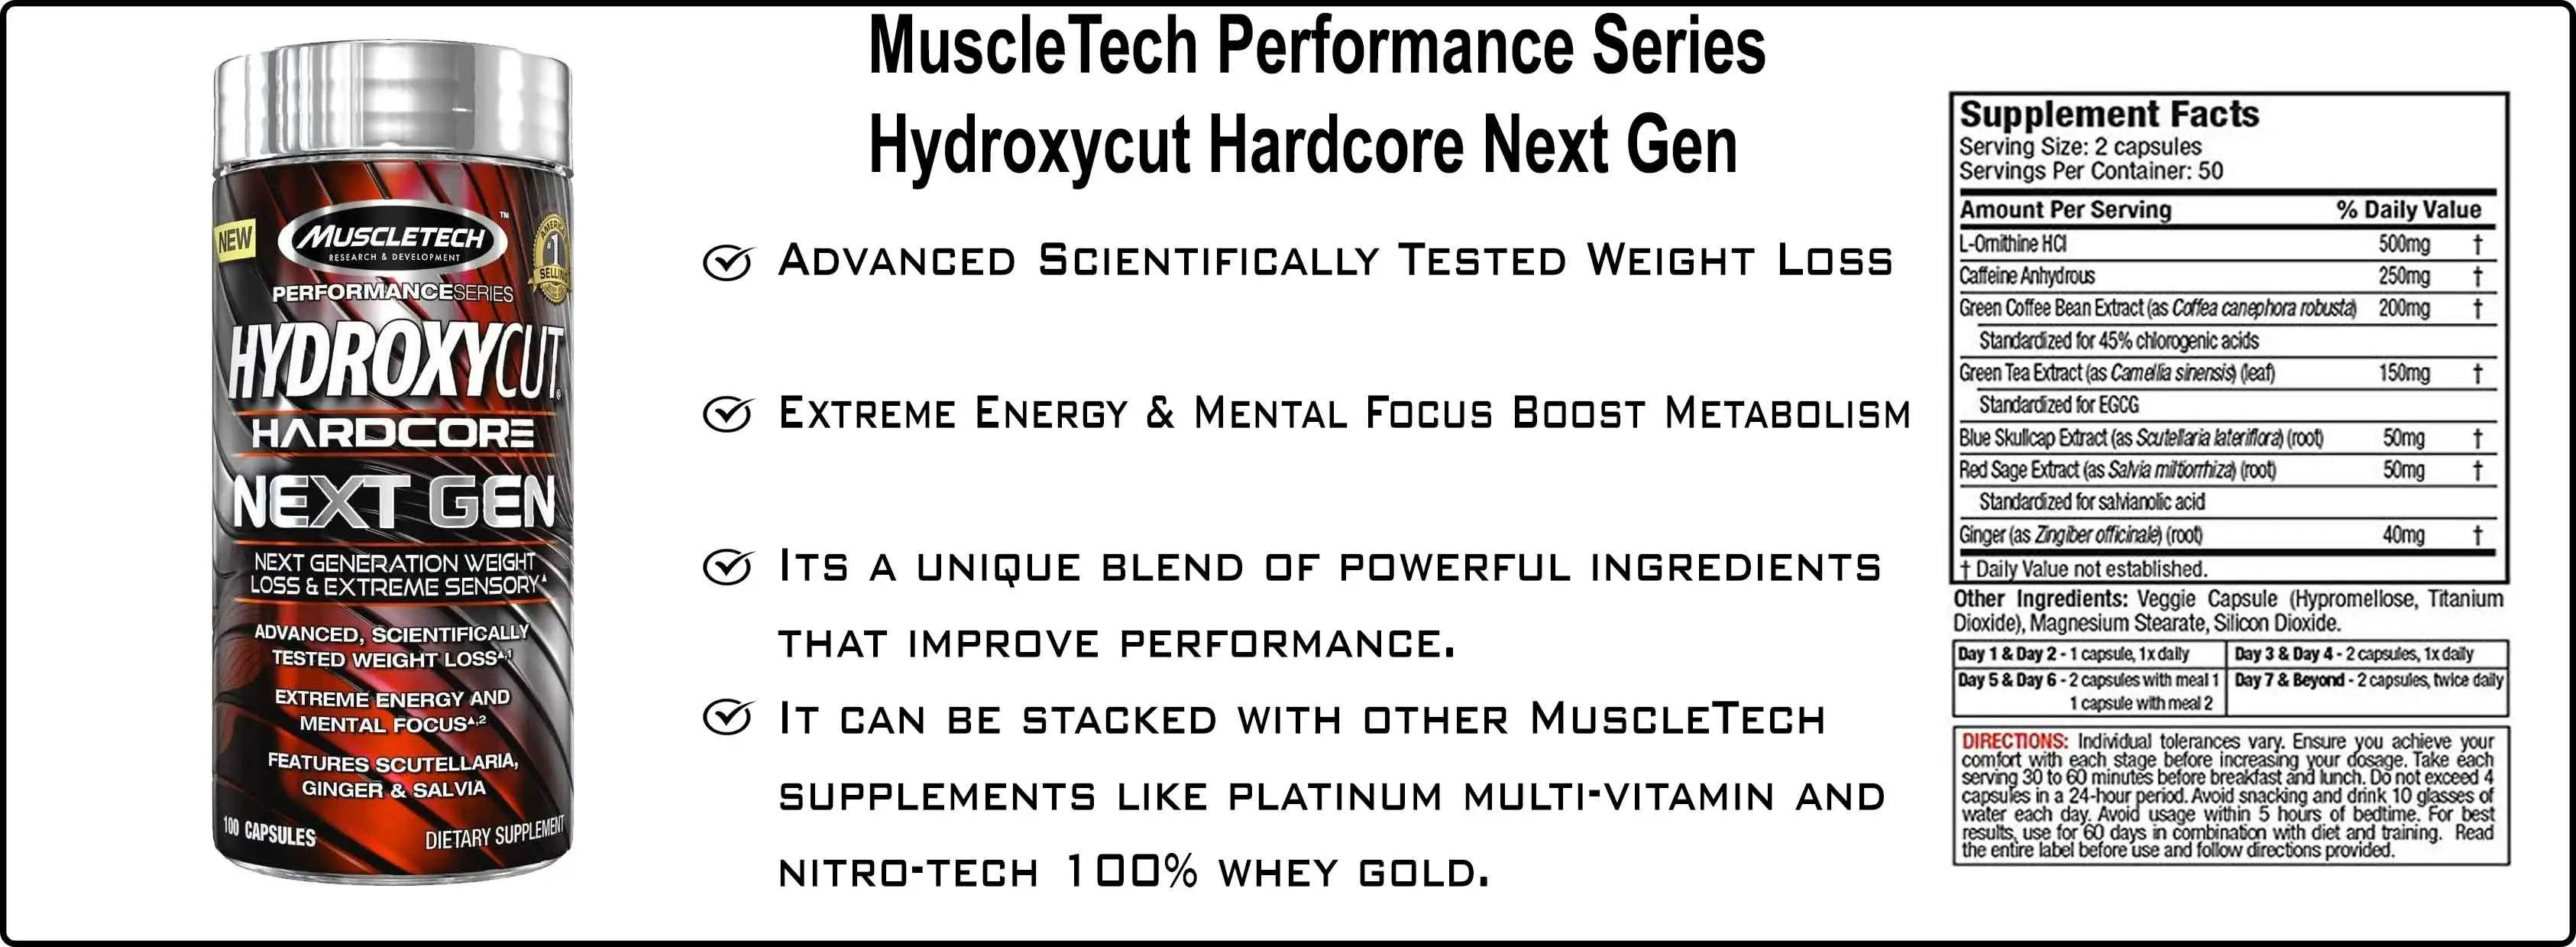 MuscleTech Performance Series
Hydroxycut Hardcore Next Gen
NEW
MUSCLETECH™
RESEARCH & DEVELOPMENT
#1
PERFORMANCESERIES
HYDROXYCUT®
HARDCORE
NEXT GEN
NEXT GENERATION WEIGHT
LOSS & EXTREME SENSORY▲
ADVANCED, SCIENTIFICALLY
TESTED WEIGHT LOSS▲,1
EXTREME ENERGY AND
MENTAL FOCUS▲,2
FEATURES SCUTELLARIA,
GINGER & SALVIA
100 CAPSULES DIETARY SUPPLEMENT
Advanced Scientifically Tested Weight Loss
Extreme Energy & Mental Focus Boost Metabolism
Its a unique blend of powerful ingredients
that improve performance.
It can be stacked with other MuscleTech
supplements like platinum multi-vitamin and
nitro-tech 100% whey gold.
Supplement Facts
Serving Size: 2 capsules
Servings Per Container: 50
Amount Per Serving % Daily Value
L-Ornithine HCl 500mg †
Caffeine Anhydrous 250mg †
Green Coffee Bean Extract (as Coffea canephora robusta) 200mg †
Standardized for 45% chlorogenic acids
Green Tea Extract (as Camellia sinensis) (leaf) 150mg †
Standardized for EGCG
Blue Skullcap Extract (as Scutellaria lateriflora) (root) 50mg †
Red Sage Extract (as Salvia miltiorrhiza) (root) 50mg †
Standardized for salvianolic acid
Ginger (as Zingiber officinale) (root) 40mg †
† Daily Value not established.
Other Ingredients: Veggie Capsule (Hypromellose, Titanium
Dioxide), Magnesium Stearate, Silicon Dioxide.
Day 1 & Day 2 - 1 capsule, 1x daily Day 3 & Day 4 - 2 capsules, 1x daily
Day 5 & Day 6 - 2 capsules with meal 1 Day 7 & Beyond - 2 capsules, twice daily
1 capsule with meal 2
DIRECTIONS: Individual tolerances vary. Ensure you achieve your
comfort with each stage before increasing your dosage. Take each
serving 30 to 60 minutes before breakfast and lunch. Do not exceed 4
capsules in a 24-hour period. Avoid snacking and drink 10 glasses of
water each day. Avoid usage within 5 hours of bedtime. For best
results, use for 60 days in combination with diet and training. Read
the entire label before use and follow directions provided.